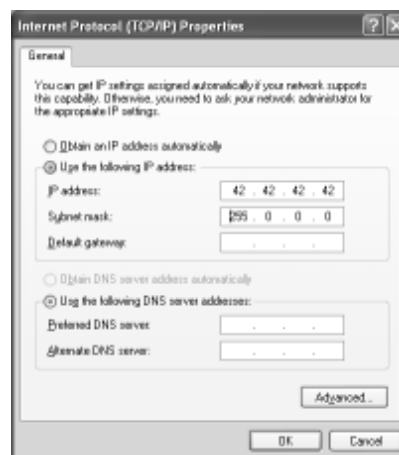 Internet Protocol (TCP/IP) Properties
General
You can get IP settings assigned automatically if your network supports
this capability. Otherwise, you need to ask your network administrator for
the appropriate IP settings.
Obtain an IP address automatically
Use the following IP address:
IP address: 42 . 42 . 42 . 42
Subnet mask: 255 . 0 . 0 . 0
Default gateway: . . .
Obtain DNS server address automatically
Use the following DNS server addresses:
Preferred DNS server: . . .
Alternate DNS server: . . .
Advanced...
OK Cancel